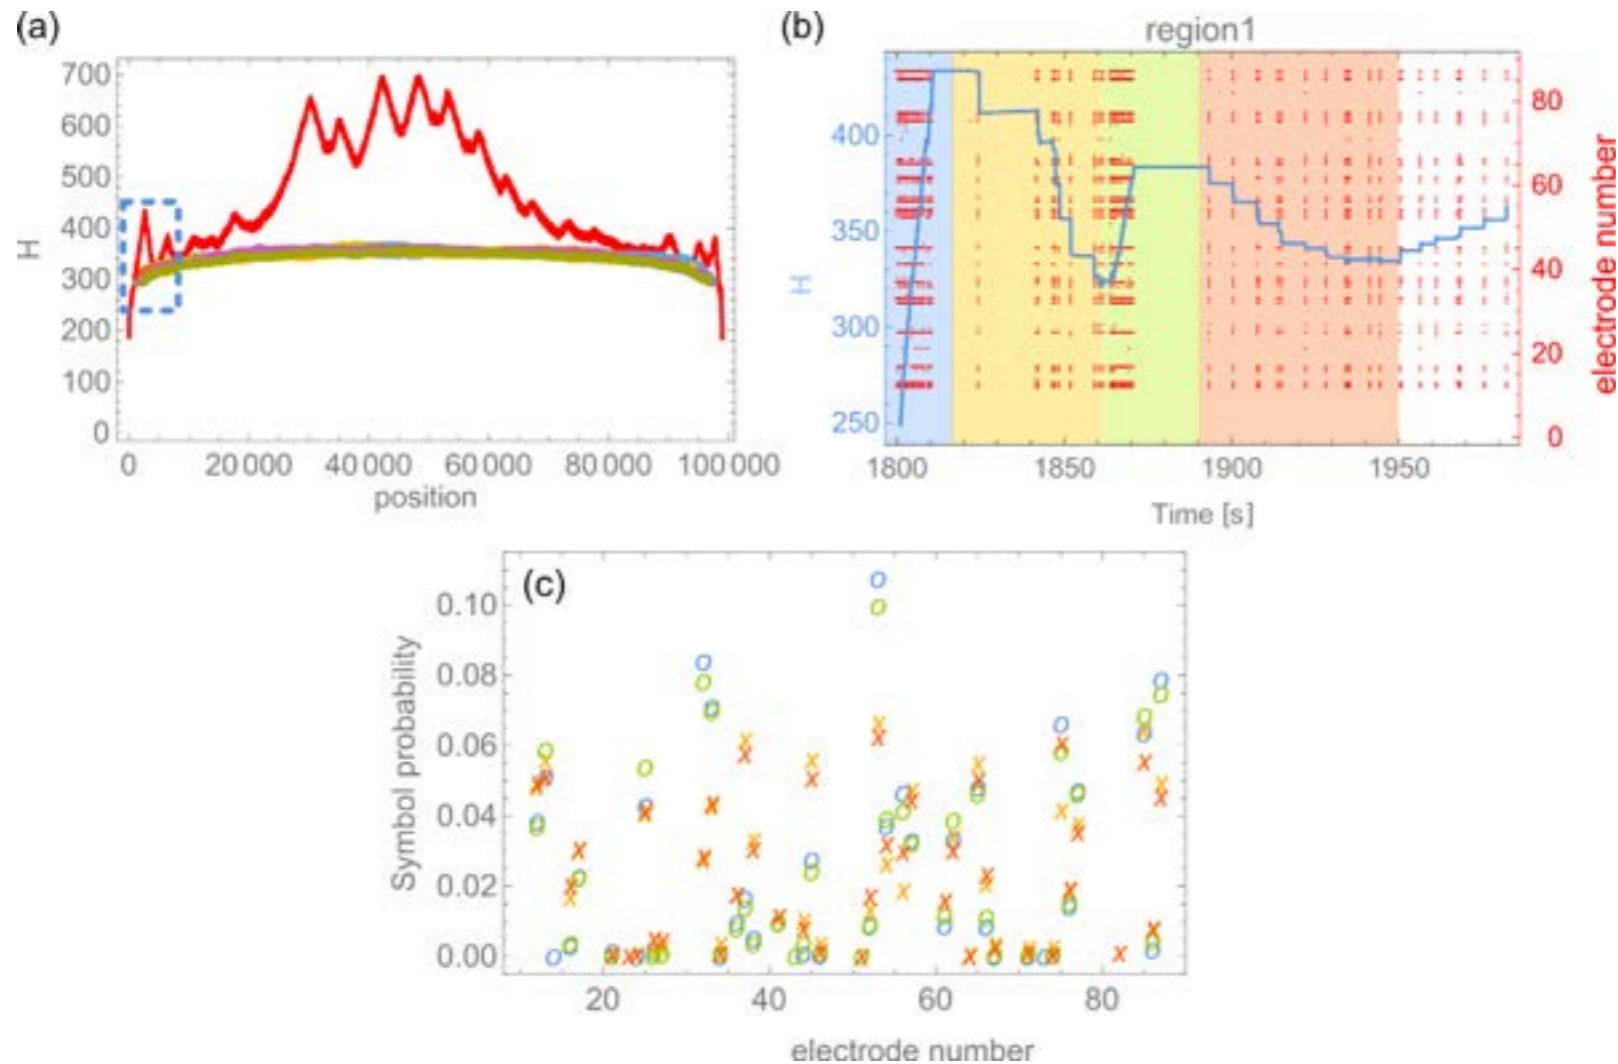 (a)
700
600
500
400
300
200
100
0
H
0 20000 40000 60000 80000 100000
position
(b)
region1
400
350
300
250
H
80
60
40
20
0
electrode number
1800 1850 1900 1950
Time [s]
(c)
0.10
0.08
0.06
0.04
0.02
0.00
Symbol probability
20 40 60 80
electrode number